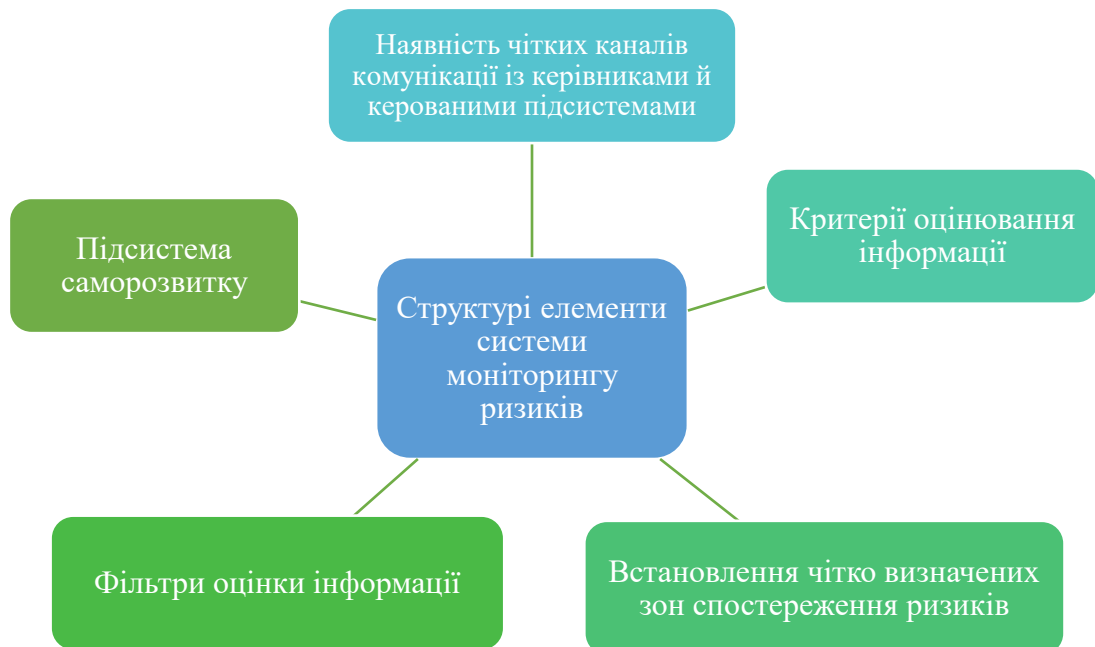 Наявність чітких каналів
комунікації із керівниками й
керованими підсистемами
Критерії оцінювання
інформації
Підсистема
саморозвитку
Структурі елементи
системи
моніторингу
ризиків
Фільтри оцінки інформації
Встановлення чітко визначених
зон спостереження ризиків